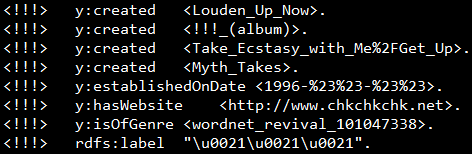 <!!!> y:created <Louden_Up_Now>.
<!!!> y:created <!!!_(album)>.
<!!!> y:created <Take_Ecstasy_with_Me%2FGet_Up>.
<!!!> y:created <Myth_Takes>.
<!!!> y:establishedOnDate <1996-%23%23-%23%23>.
<!!!> y:hasWebsite <http://www.chkchkchk.net>.
<!!!> y:isOfGenre <wordnet_revival_101047338>.
<!!!> rdfs:label "\u0021\u0021\u0021".